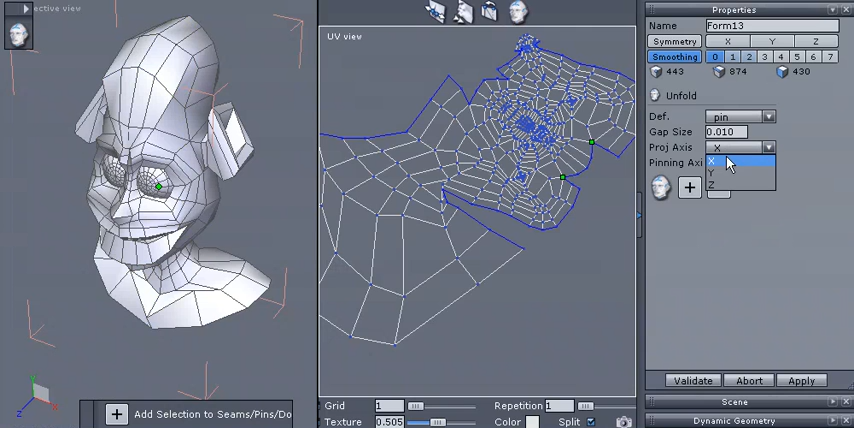 ective view
UV view
Properties
Name Form13
Symmetry X Y Z
Smoothing 0 1 2 3 4 5 6 7
443 874 430
Unfold
Def. pin
Gap Size 0.010
Proj Axis X
X
Pinning Axi
Y
Z
Validate Abort Apply
Scene
Dynamic Geometry
Add Selection to Seams/Pins/Do
Grid 1 Repetition 1
Texture 0.505 Color Split
Y
Z X